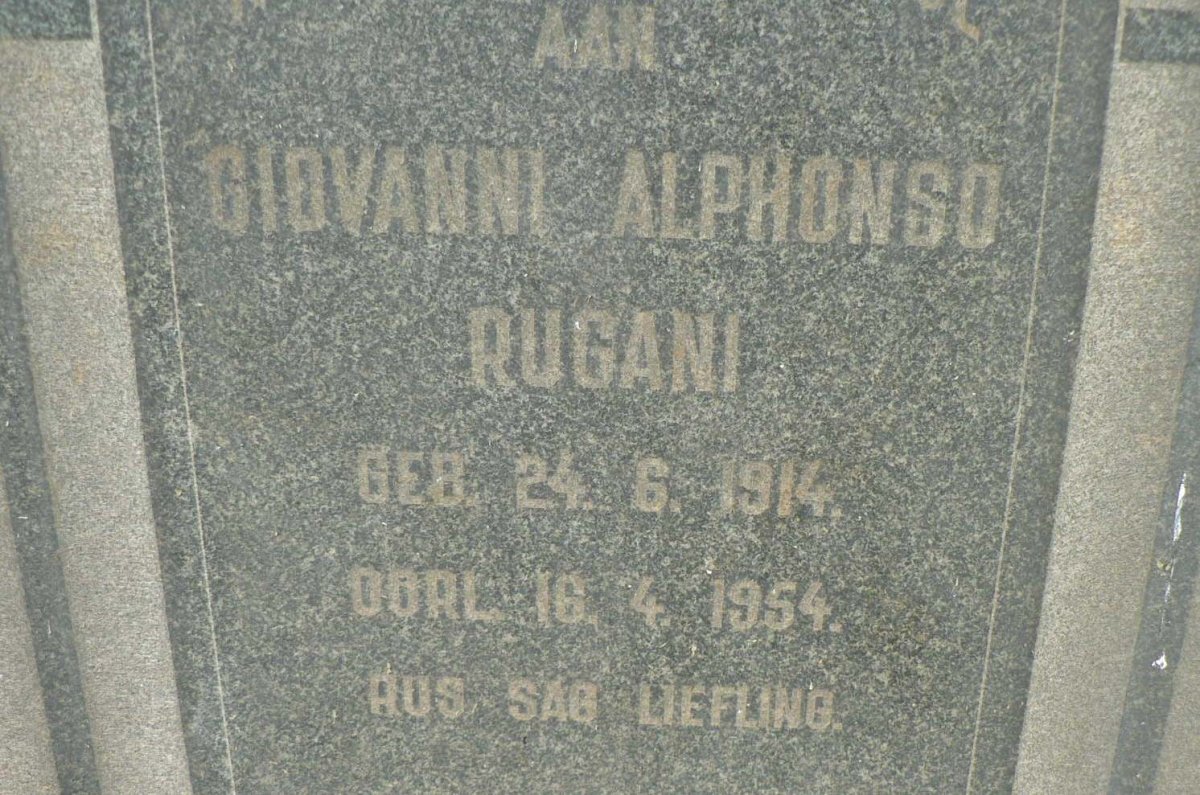 AAN
GIOVANNI ALPHONSO
RUGANI
GEB. 24. 6. 1914.
OORL. 16. 4. 1954.
RUS SAG LIEFLING.